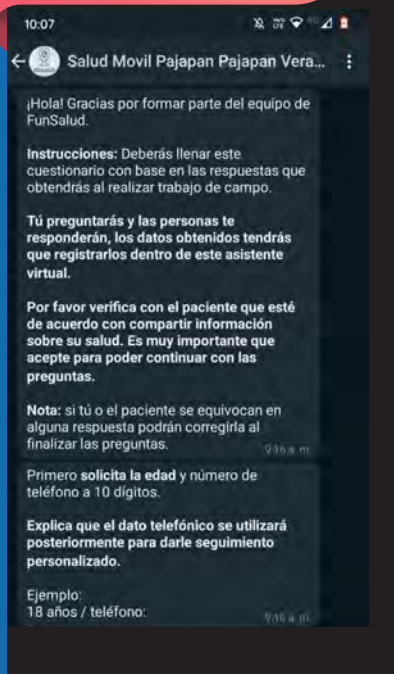 10:07
Salud Movil Pajapan Pajapan Vera...
¡Hola! Gracias por formar parte del equipo de
FunSalud.
Instrucciones: Deberás llenar este
cuestionario con base en las respuestas que
obtendrás al realizar trabajo de campo.
Tú preguntarás y las personas te
responderán, los datos obtenidos tendrás
que registrarlos dentro de este asistente
virtual.
Por favor verifica con el paciente que esté
de acuerdo con compartir información
sobre su salud. Es muy importante que
acepte para poder continuar con las
preguntas.
Nota: si tú o el paciente se equivocan en
alguna respuesta podrán corregirla al
finalizar las preguntas.
9:16 a. m.
Primero solicita la edad y número de
teléfono a 10 dígitos.
Explica que el dato telefónico se utilizará
posteriormente para darle seguimiento
personalizado.
Ejemplo:
18 años / teléfono:
9:16 a. m.